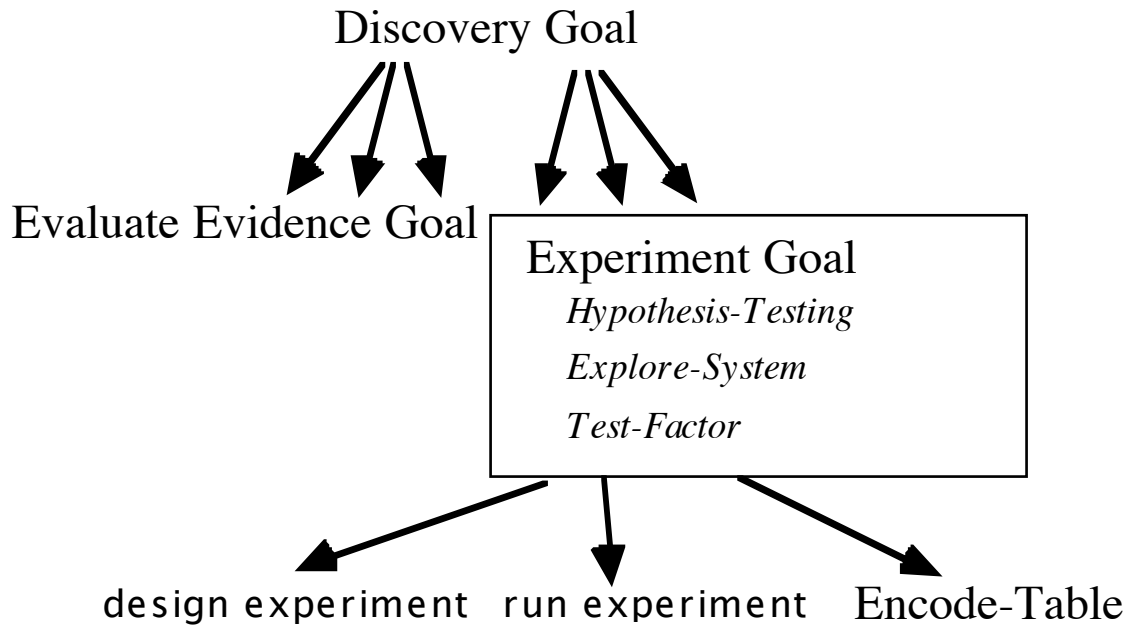 Discovery Goal
Evaluate Evidence Goal
Experiment Goal
Hypothesis-Testing
Explore-System
Test-Factor
design experiment
run experiment
Encode-Table